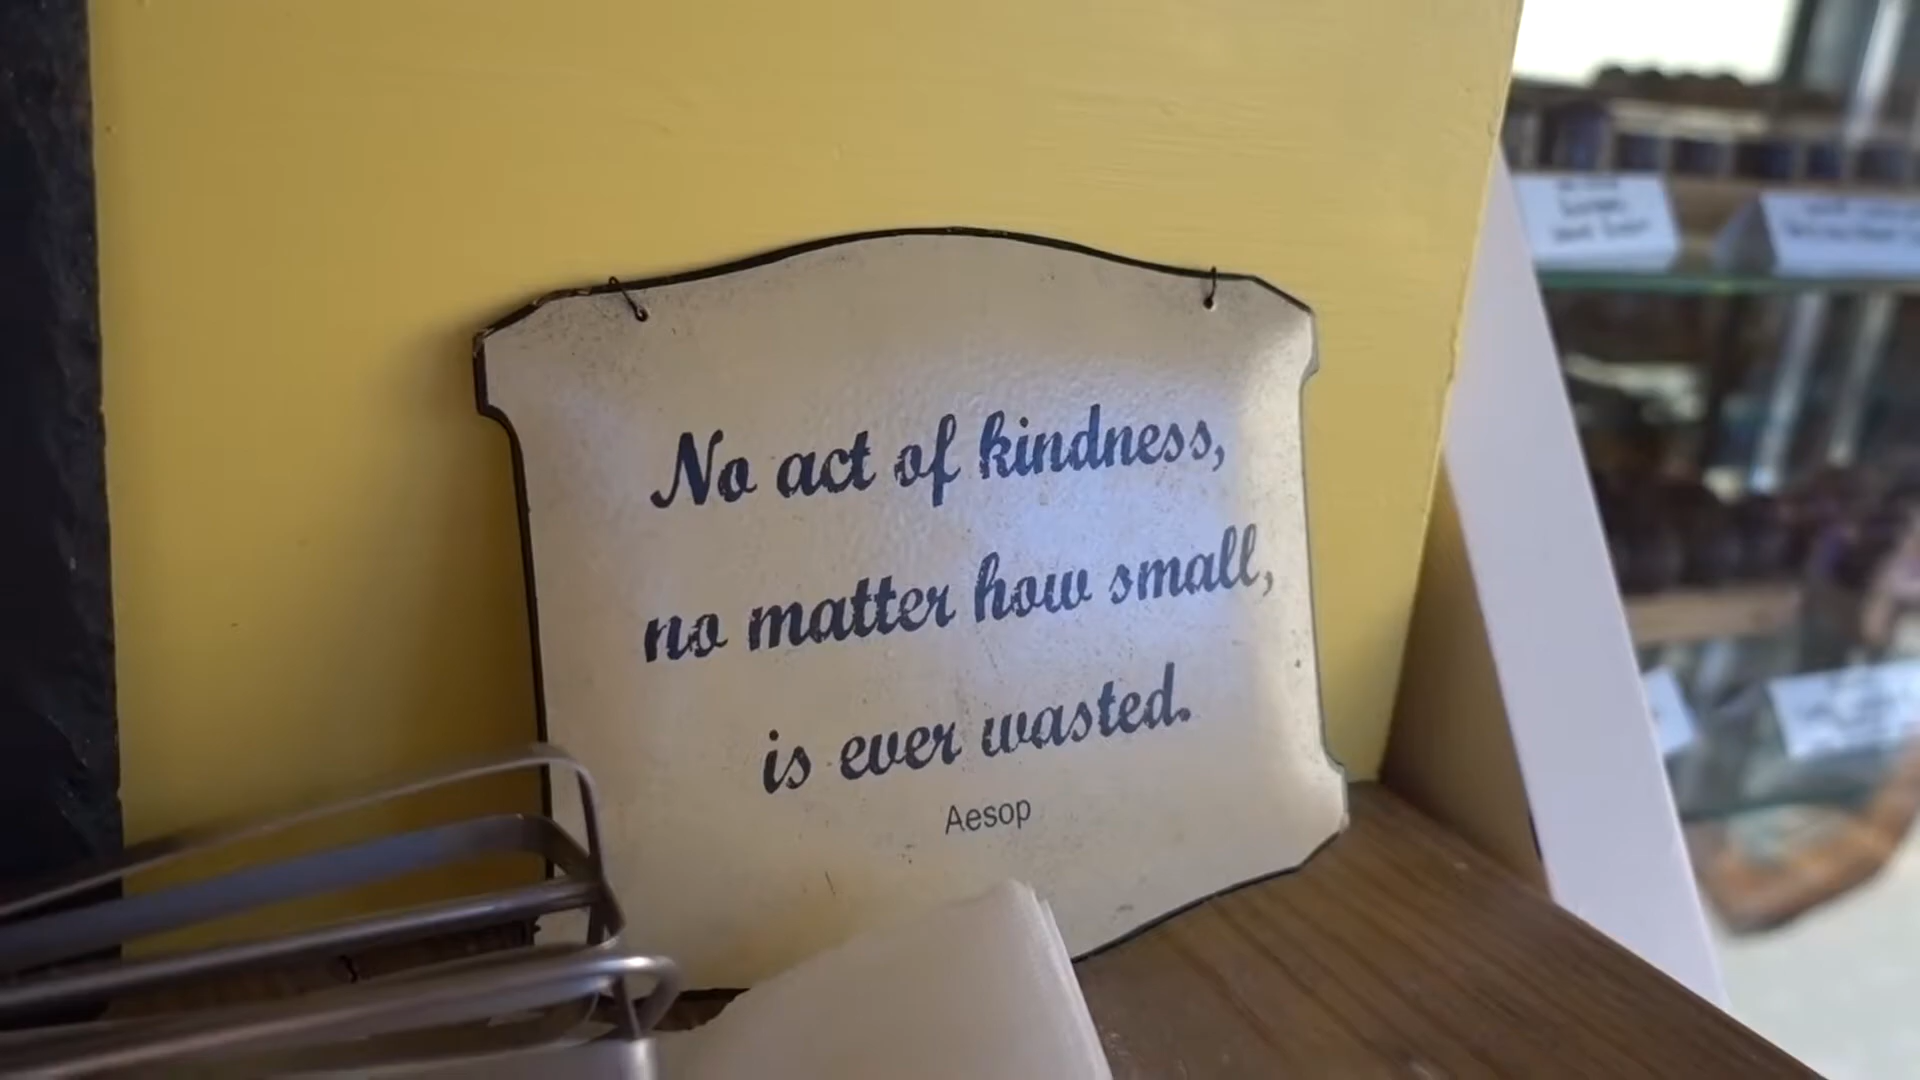 No act of kindness,
no matter how small,
is ever wasted.
Aesop